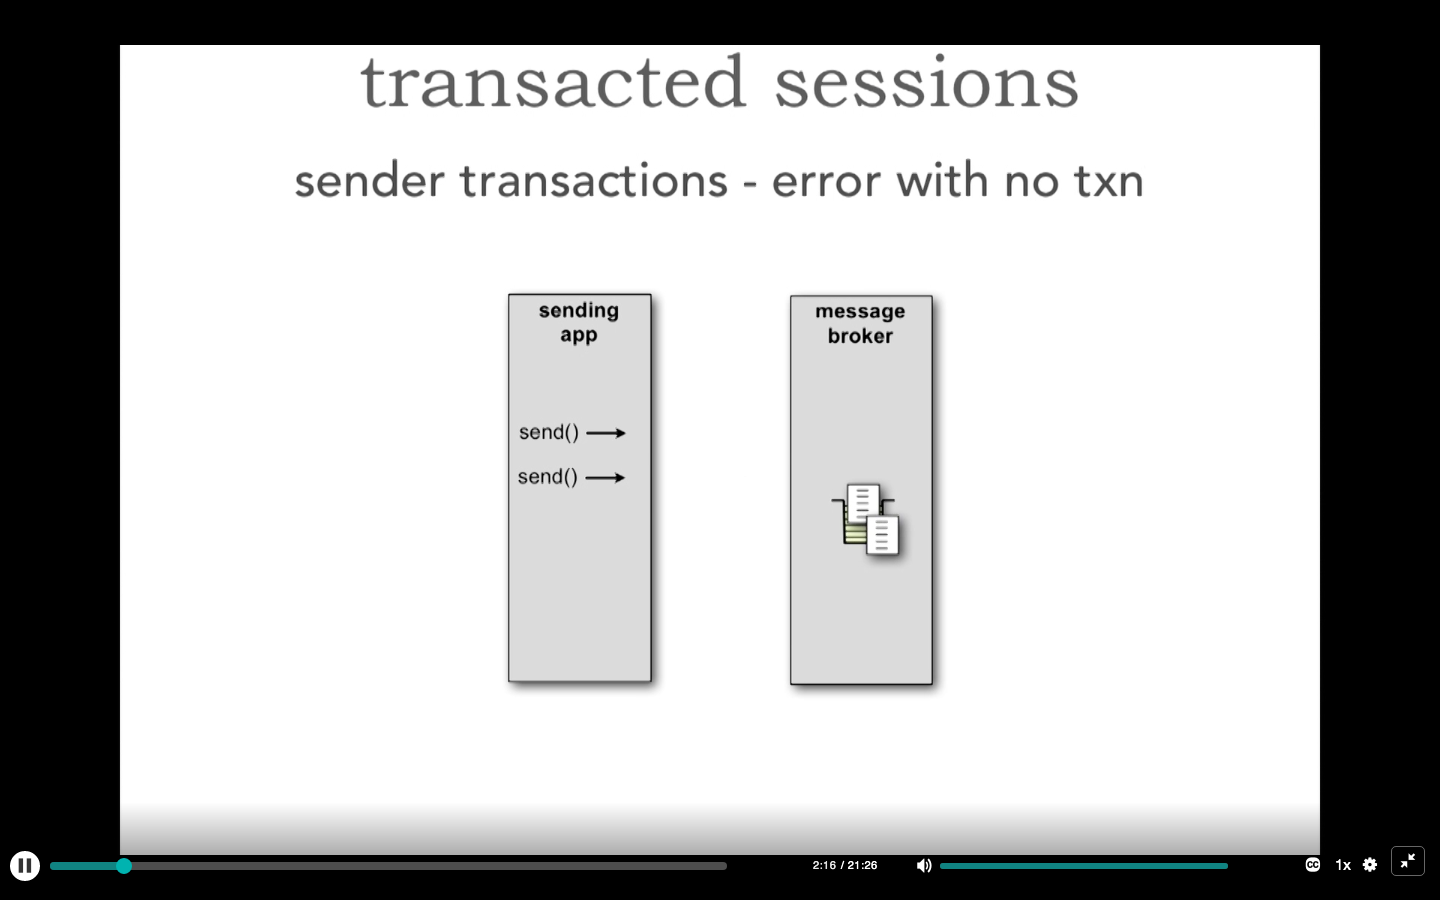 transacted sessions
sender transactions - error with no txn
sending
app
message
broker
send()
send()
2:16 / 21:26
CC
1x